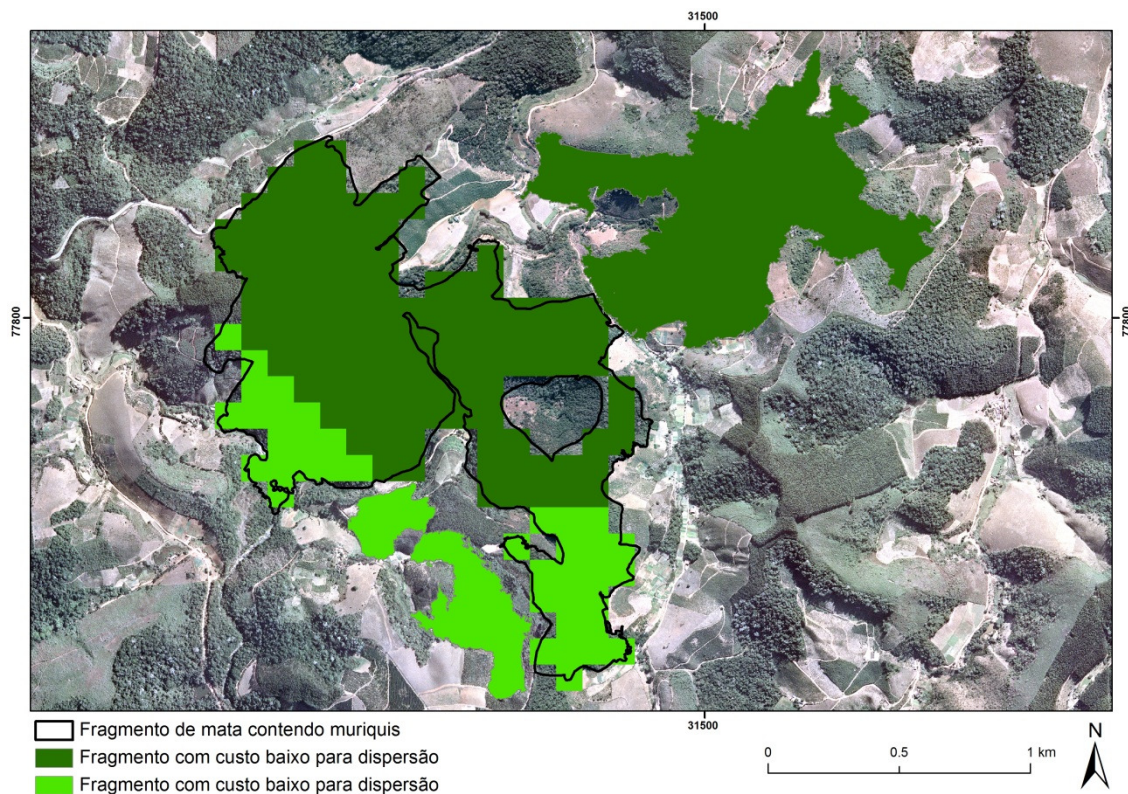 31500
77800
77800
31500
Fragmento de mata contendo muriquis
Fragmento com custo baixo para dispersão
Fragmento com custo baixo para dispersão
0 0.5 1 km
N